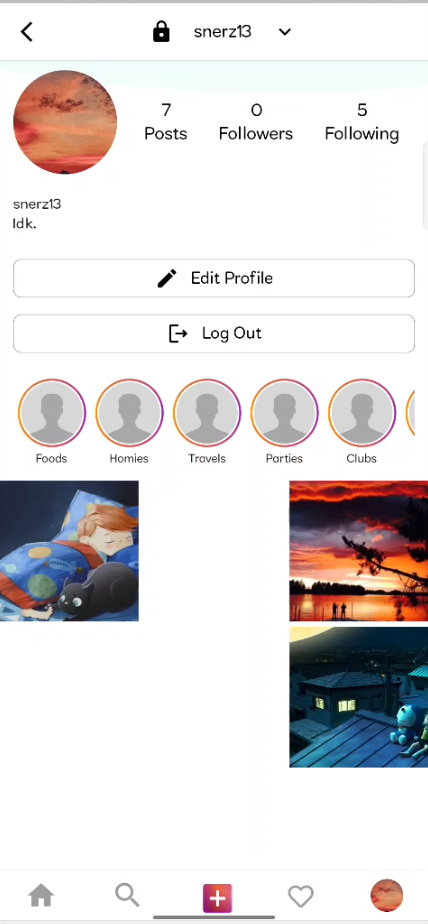 snerz13
7 0 5
Posts Followers Following
snerz13
Idk.
Edit Profile
Log Out
Foods Homies Travels Parties Clubs